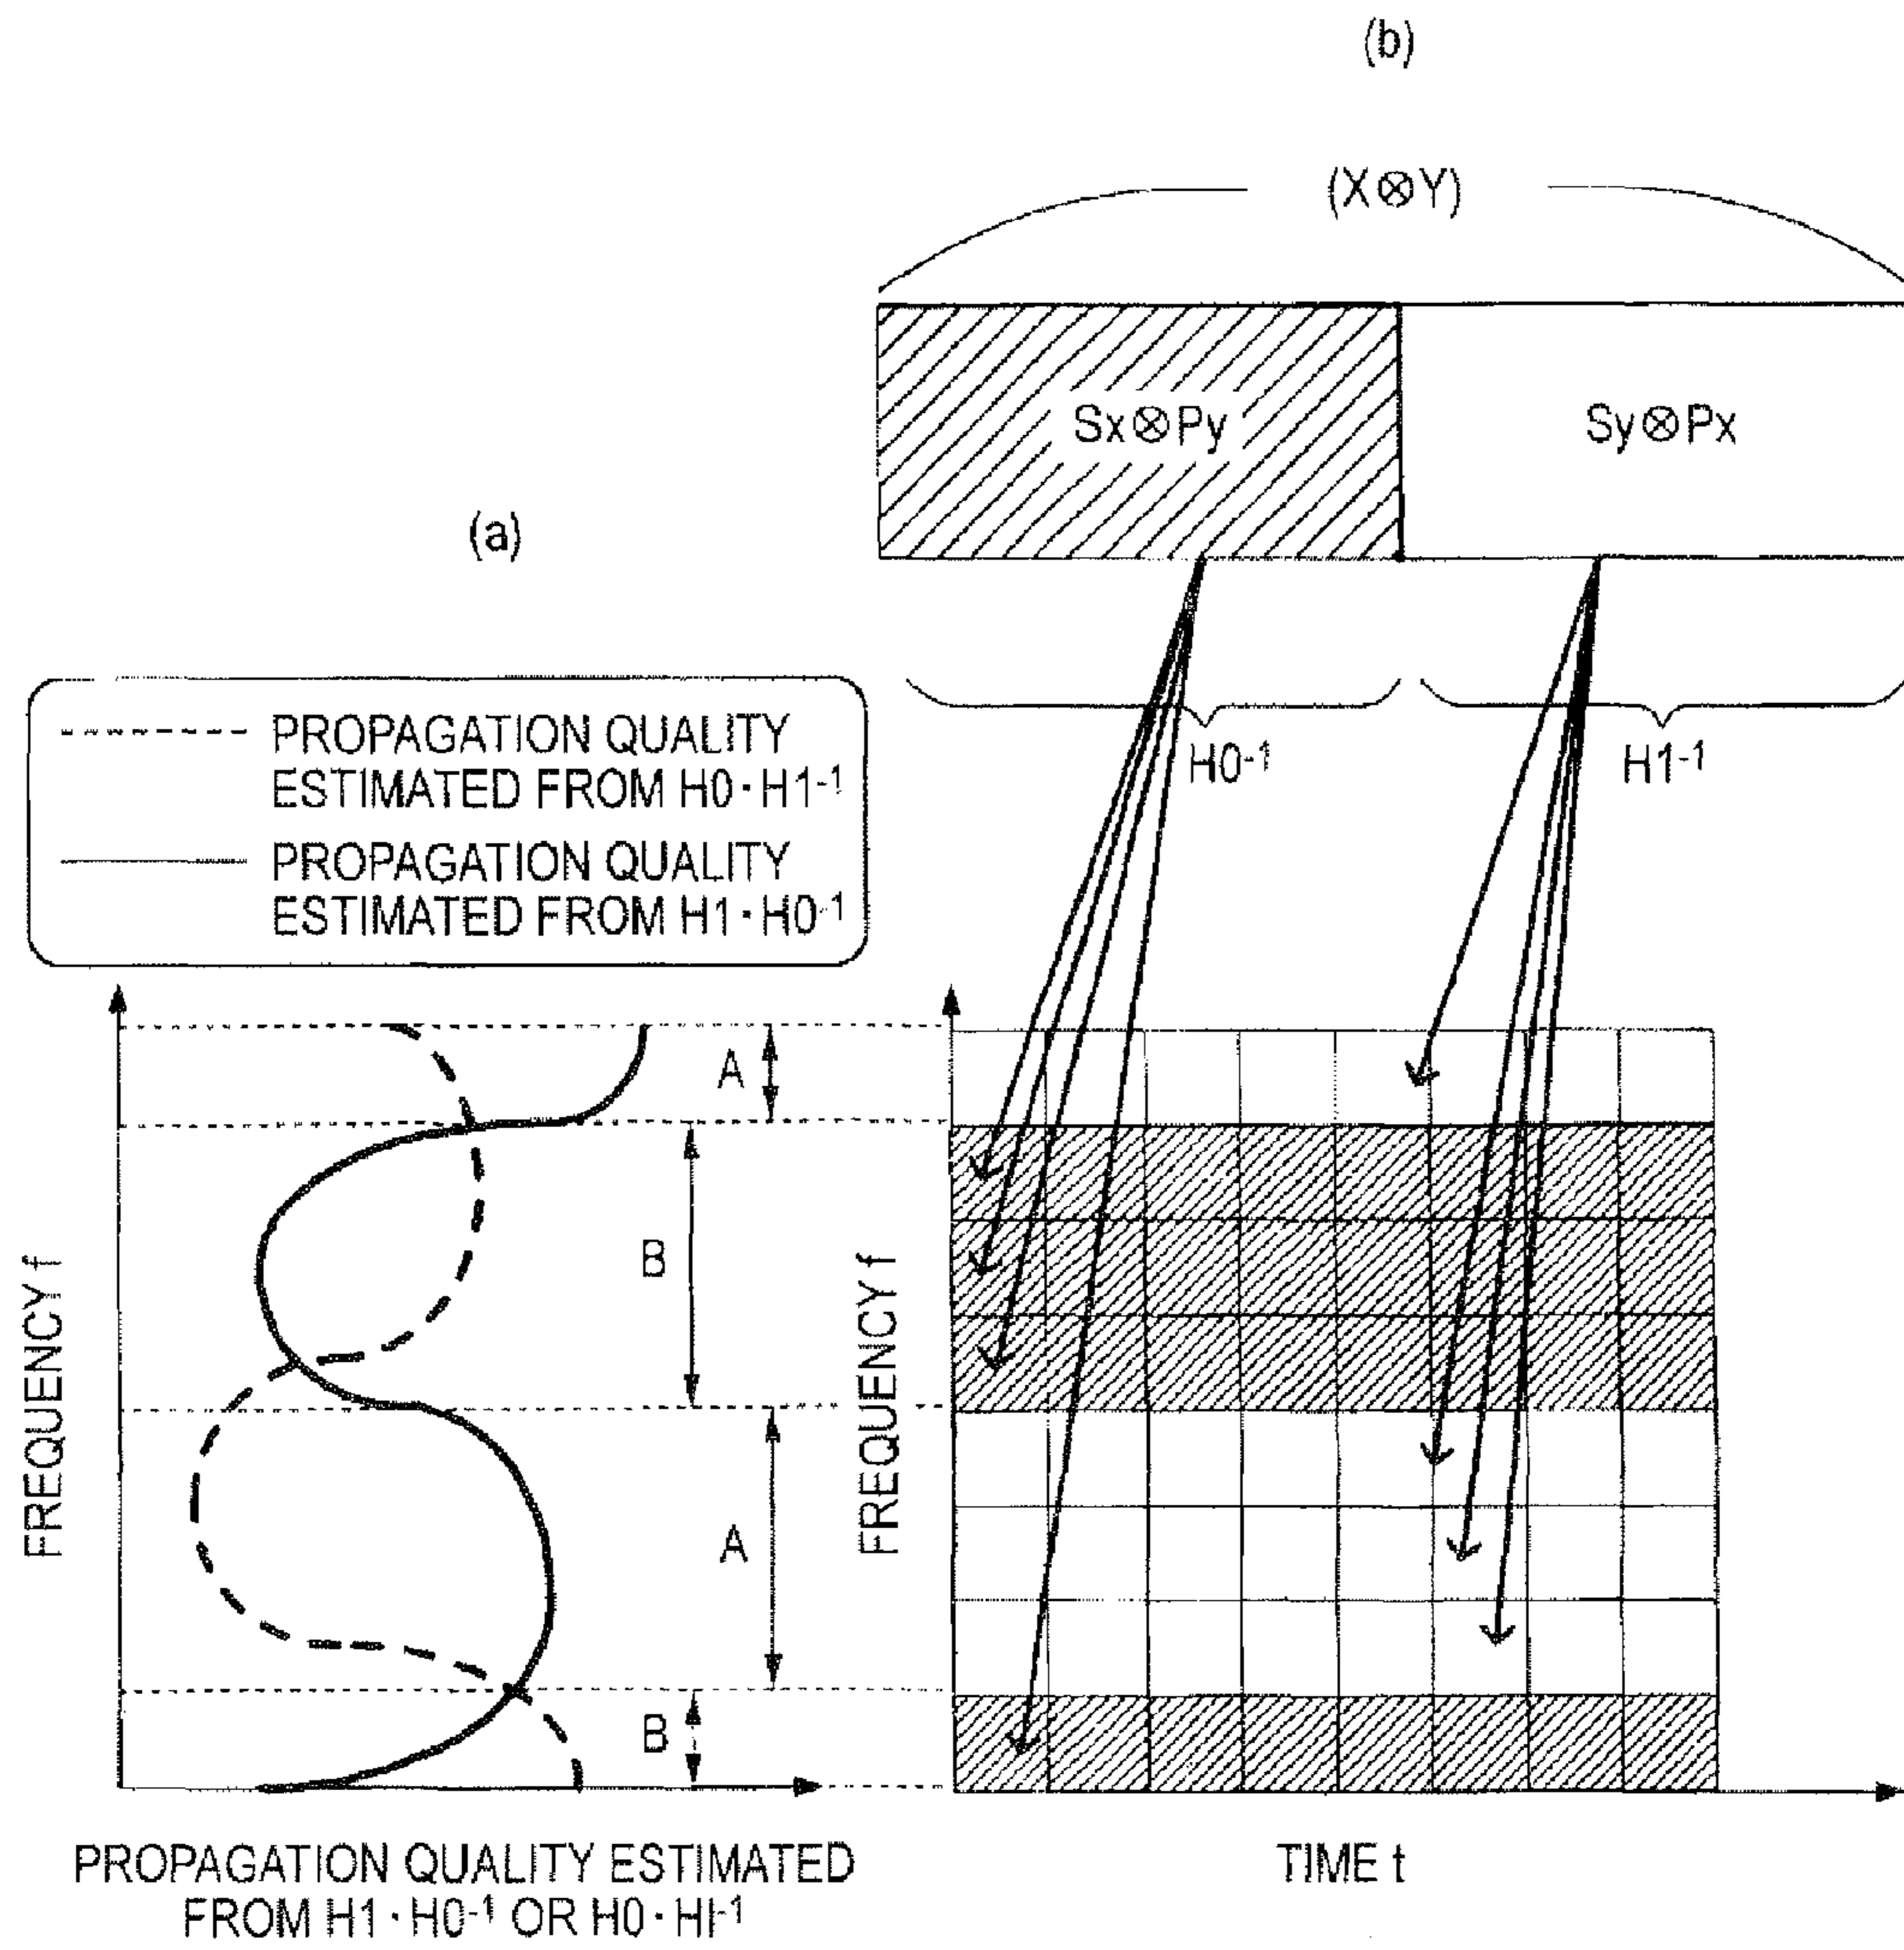 (b)
(X⊗Y)
Sx⊗Py
Sy⊗Px
(a)
PROPAGATION QUALITY
ESTIMATED FROM H0·H1⁻¹
PROPAGATION QUALITY
ESTIMATED FROM H1·H0⁻¹
H0⁻¹
H1⁻¹
A
B
A
B
FREQUENCY f
FREQUENCY f
PROPAGATION QUALITY ESTIMATED
FROM H1·H0⁻¹ OR H0·HI⁻¹
TIME t